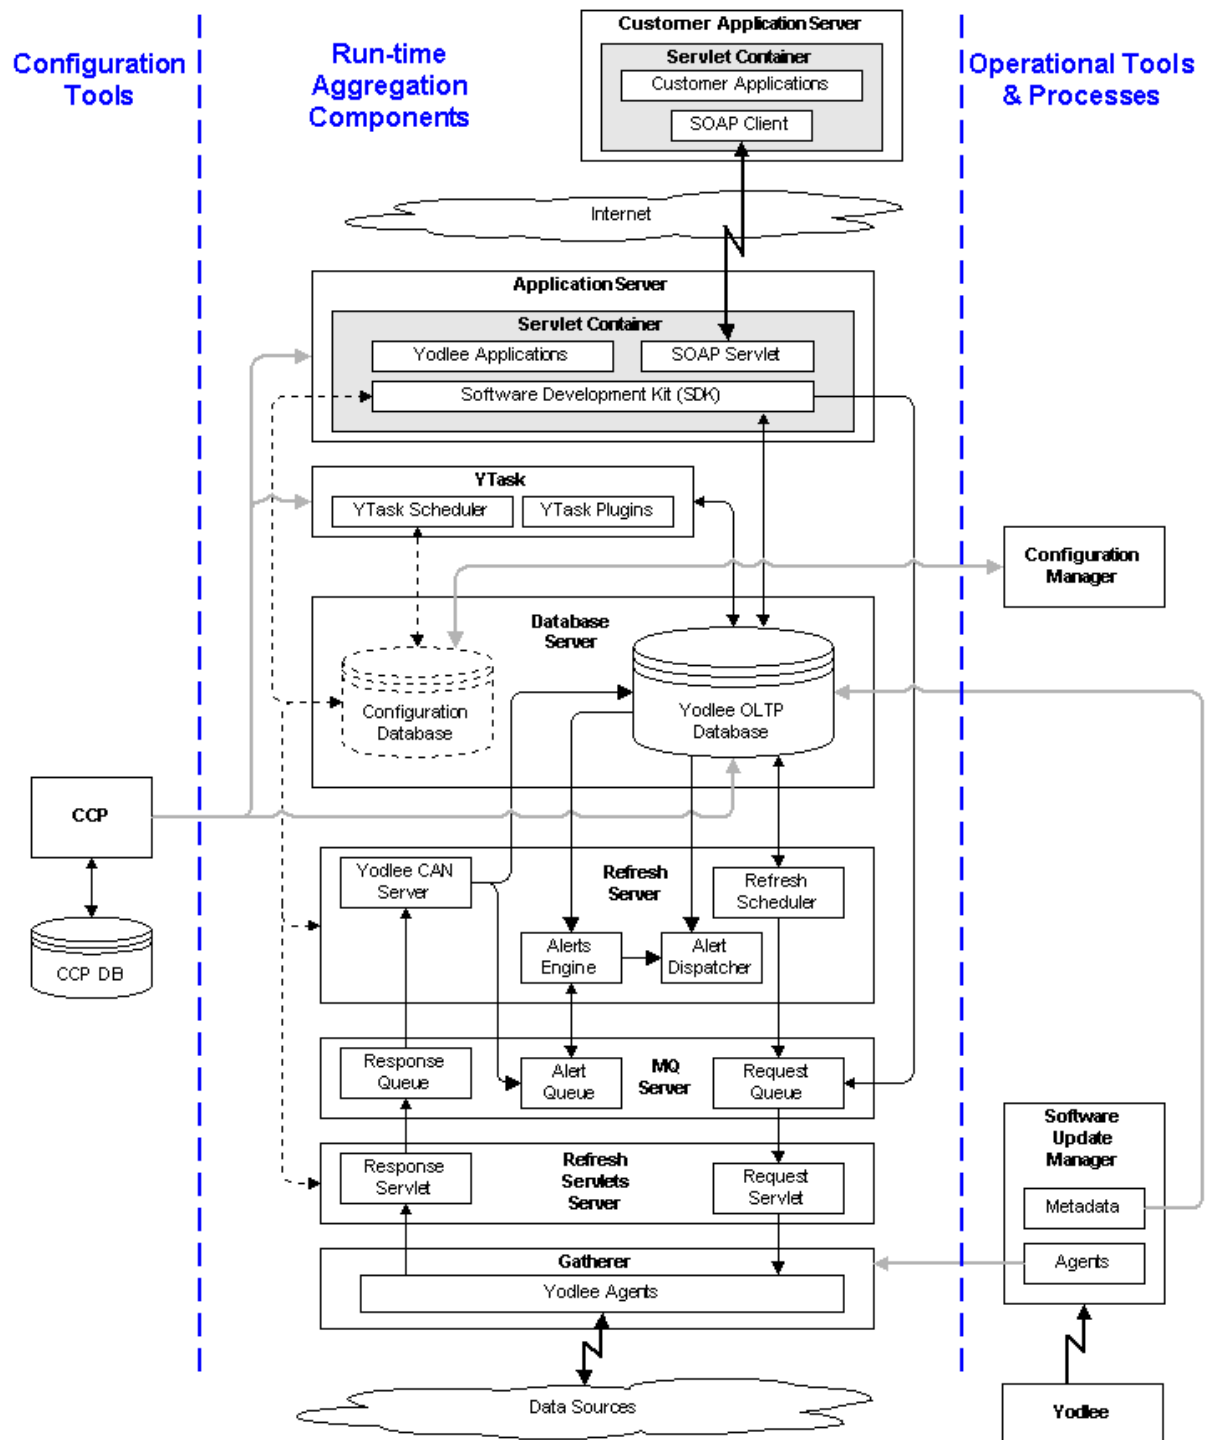 Configuration
Tools
Run-time
Aggregation
Components
Operational Tools
& Processes
Customer Application Server
Servlet Container
Customer Applications
SOAP Client
Internet
Application Server
Servlet Container
Yodlee Applications
SOAP Servlet
Software Development Kit (SDK)
YTask
YTask Scheduler
YTask Plugins
Configuration
Manager
Database
Server
Configuration
Database
Yodlee OLTP
Database
CCP
CCP DB
Yodlee CAN
Server
Refresh
Server
Refresh
Scheduler
Alerts
Engine
Alert
Dispatcher
Response
Queue
Alert
Queue
MQ
Server
Request
Queue
Response
Servlet
Refresh
Servlets
Server
Request
Servlet
Software
Update
Manager
Metadata
Agents
Gatherer
Yodlee Agents
Data Sources
Yodlee